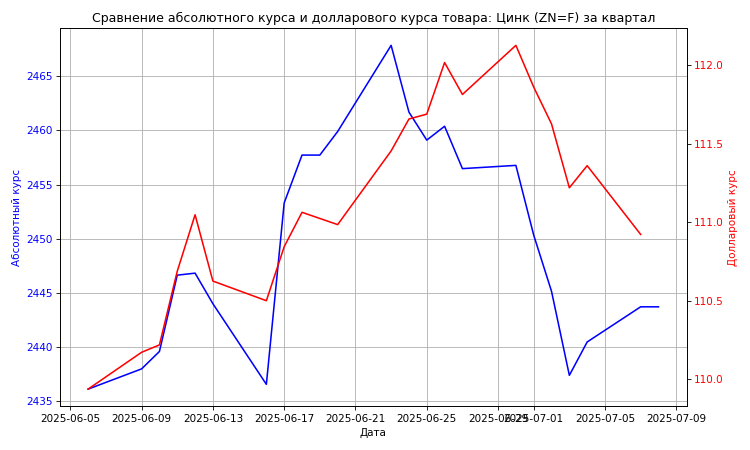 Сравнение абсолютного курса и долларового курса товара: Цинк (ZN=F) за квартал
Абсолютный курс
2465
2460
2455
2450
2445
2440
2435
112.0
111.5
111.0
110.5
110.0
Долларовый курс
2025-06-05 2025-06-09 2025-06-13 2025-06-17 2025-06-21 2025-06-25 2025-06-29 2025-07-01 2025-07-05 2025-07-09
Дата